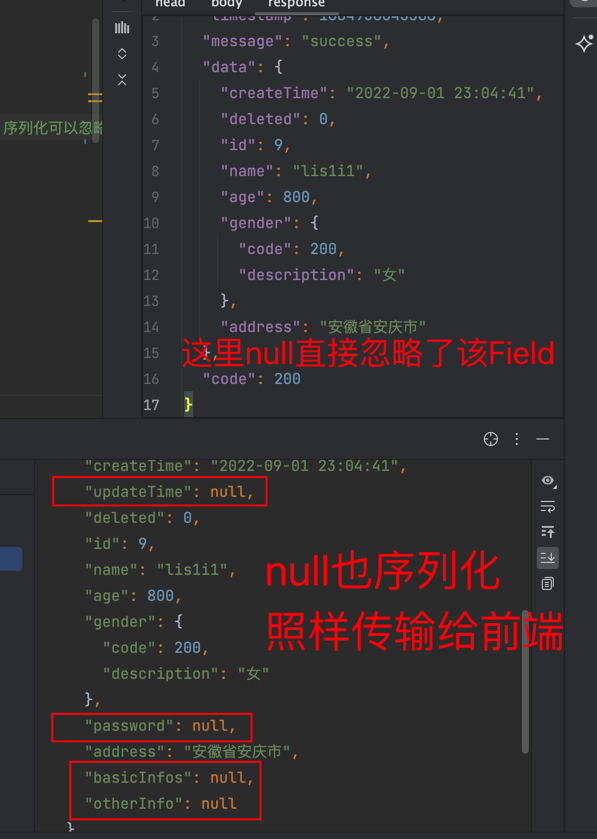 head body response
2 "timestamp"
序列化可以忽略
3 "message": "success",
4 "data": {
5 "createTime": "2022-09-01 23:04:41",
6 "deleted": 0,
7 "id": 9,
8 "name": "lis1i1",
9 "age": 800,
10 "gender": {
11 "code": 200,
12 "description": "女"
13 },
14 "address": "安徽省安庆市"
15 },
这里null直接忽略了该Field
16 "code": 200
17 }
"createTime": "2022-09-01 23:04:41",
"updateTime": null,
"deleted": 0,
"id": 9,
"name": "lis1i1",
null也序列化
"age": 800,
"gender": {
照样传输给前端
"code": 200,
"description": "女"
},
"password": null,
"address": "安徽省安庆市",
"basicInfos": null,
"otherInfo": null
}